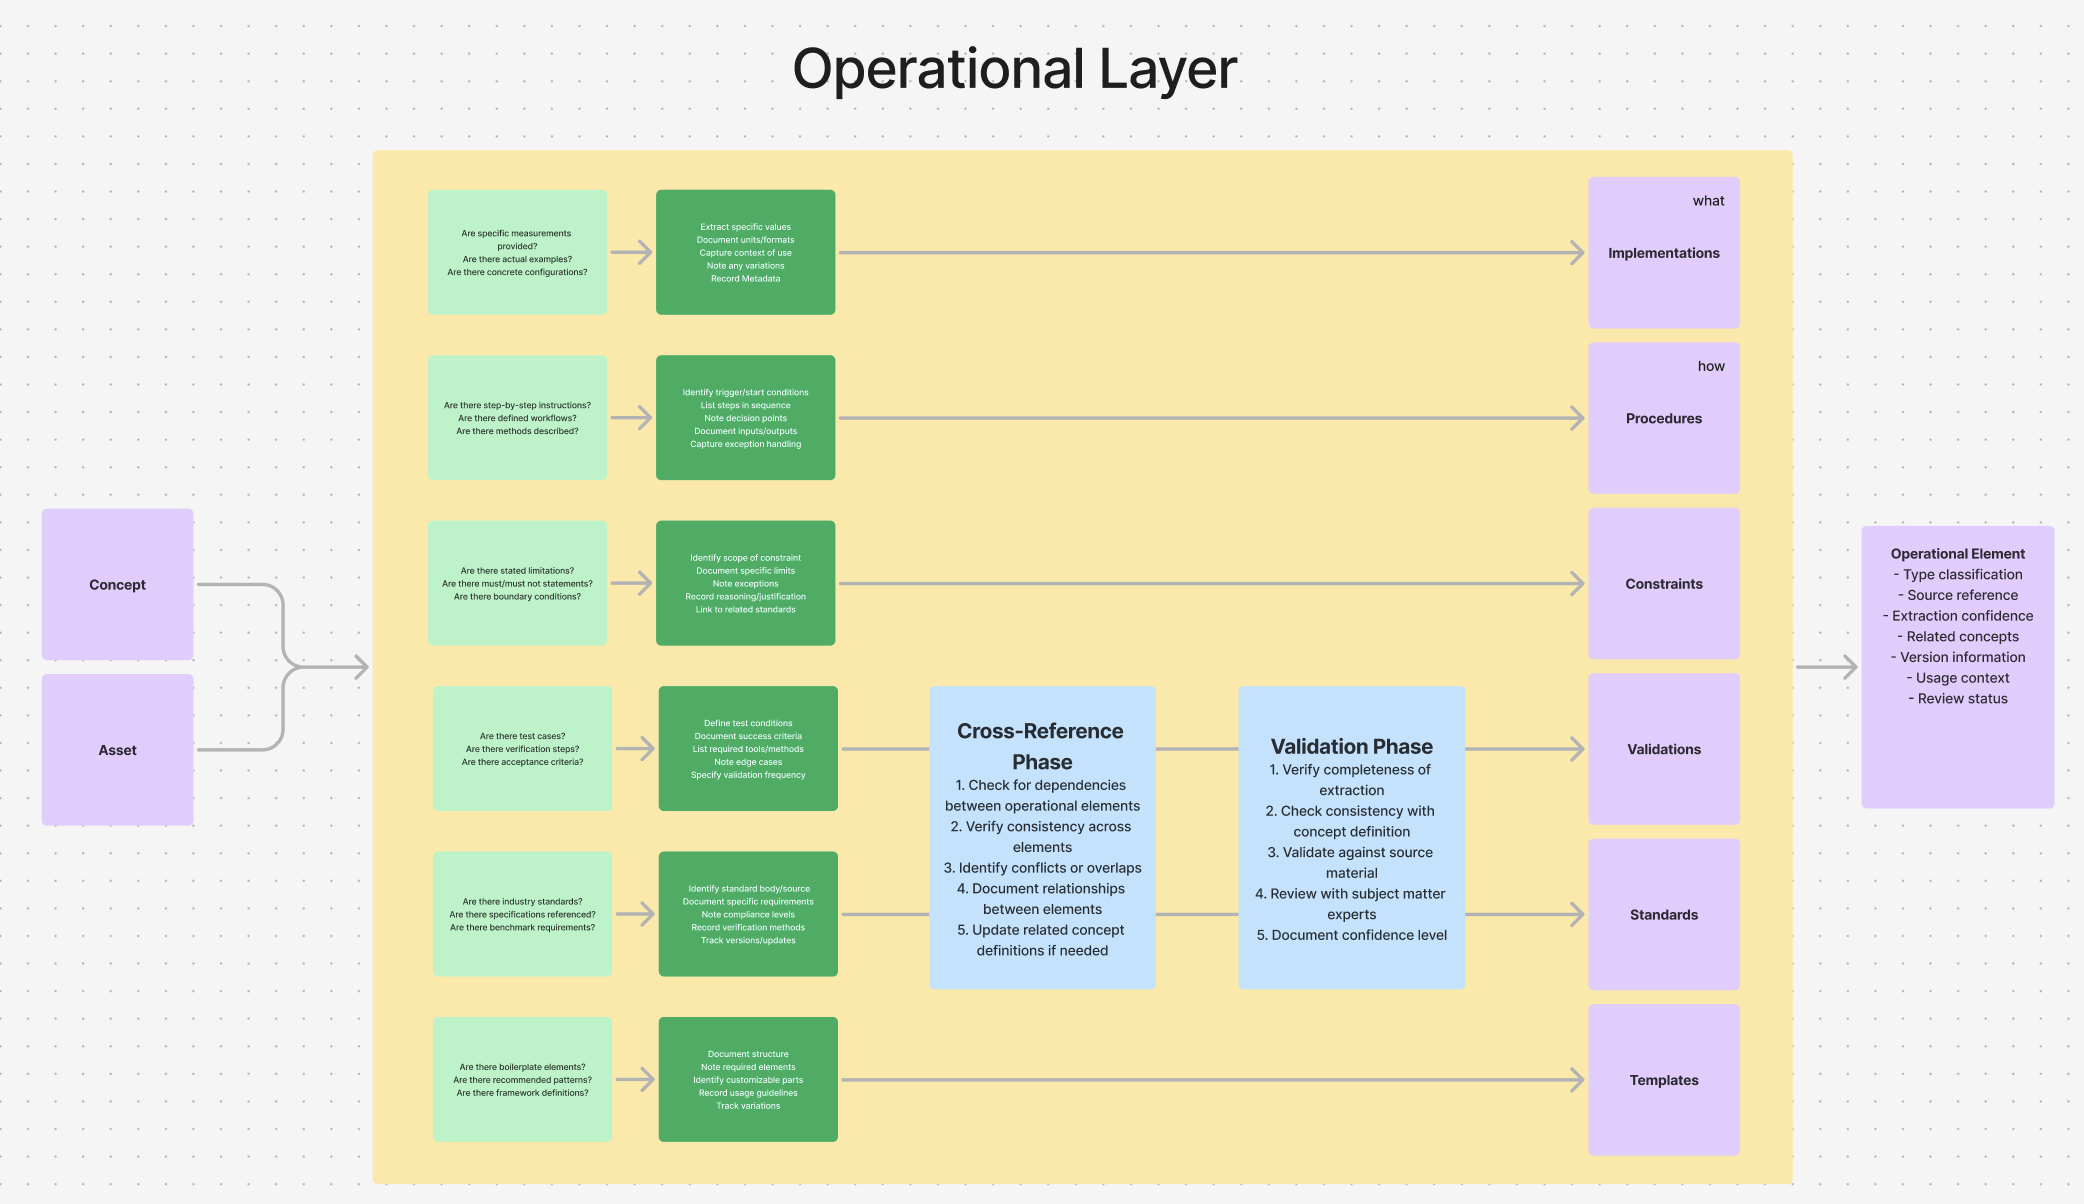 Operational Layer
Concept
Asset
Are specific measurements
provided?
Are there actual examples?
Are there concrete configurations?
Extract specific values
Document units/formats
Capture context of use
Note any variations
Record Metadata
what
Implementations
Are there step-by-step instructions?
Are there defined workflows?
Are there methods described?
Identify trigger/start conditions
List steps in sequence
Note decision points
Document inputs/outputs
Capture exception handling
how
Procedures
Are there stated limitations?
Are there must/must not statements?
Are there boundary conditions?
Identify scope of constraint
Document specific limits
Note exceptions
Record reasoning/justification
Link to related standards
Constraints
Are there test cases?
Are there verification steps?
Are there acceptance criteria?
Define test conditions
Document success criteria
List required tools/methods
Note edge cases
Specify validation frequency
Cross-Reference
Phase
1. Check for dependencies
between operational elements
2. Verify consistency across
elements
3. Identify conflicts or overlaps
4. Document relationships
between elements
5. Update related concept
definitions if needed
Validation Phase
1. Verify completeness of
extraction
2. Check consistency with
concept definition
3. Validate against source
material
4. Review with subject matter
experts
5. Document confidence level
Validations
Are there industry standards?
Are there specifications referenced?
Are there benchmark requirements?
Identify standard body/source
Document specific requirements
Note compliance levels
Record verification methods
Track versions/updates
Standards
Are there boilerplate elements?
Are there recommended patterns?
Are there framework definitions?
Document structure
Note required elements
Identify customizable parts
Record usage guidelines
Track variations
Templates
Operational Element
- Type classification
- Source reference
- Extraction confidence
- Related concepts
- Version information
- Usage context
- Review status